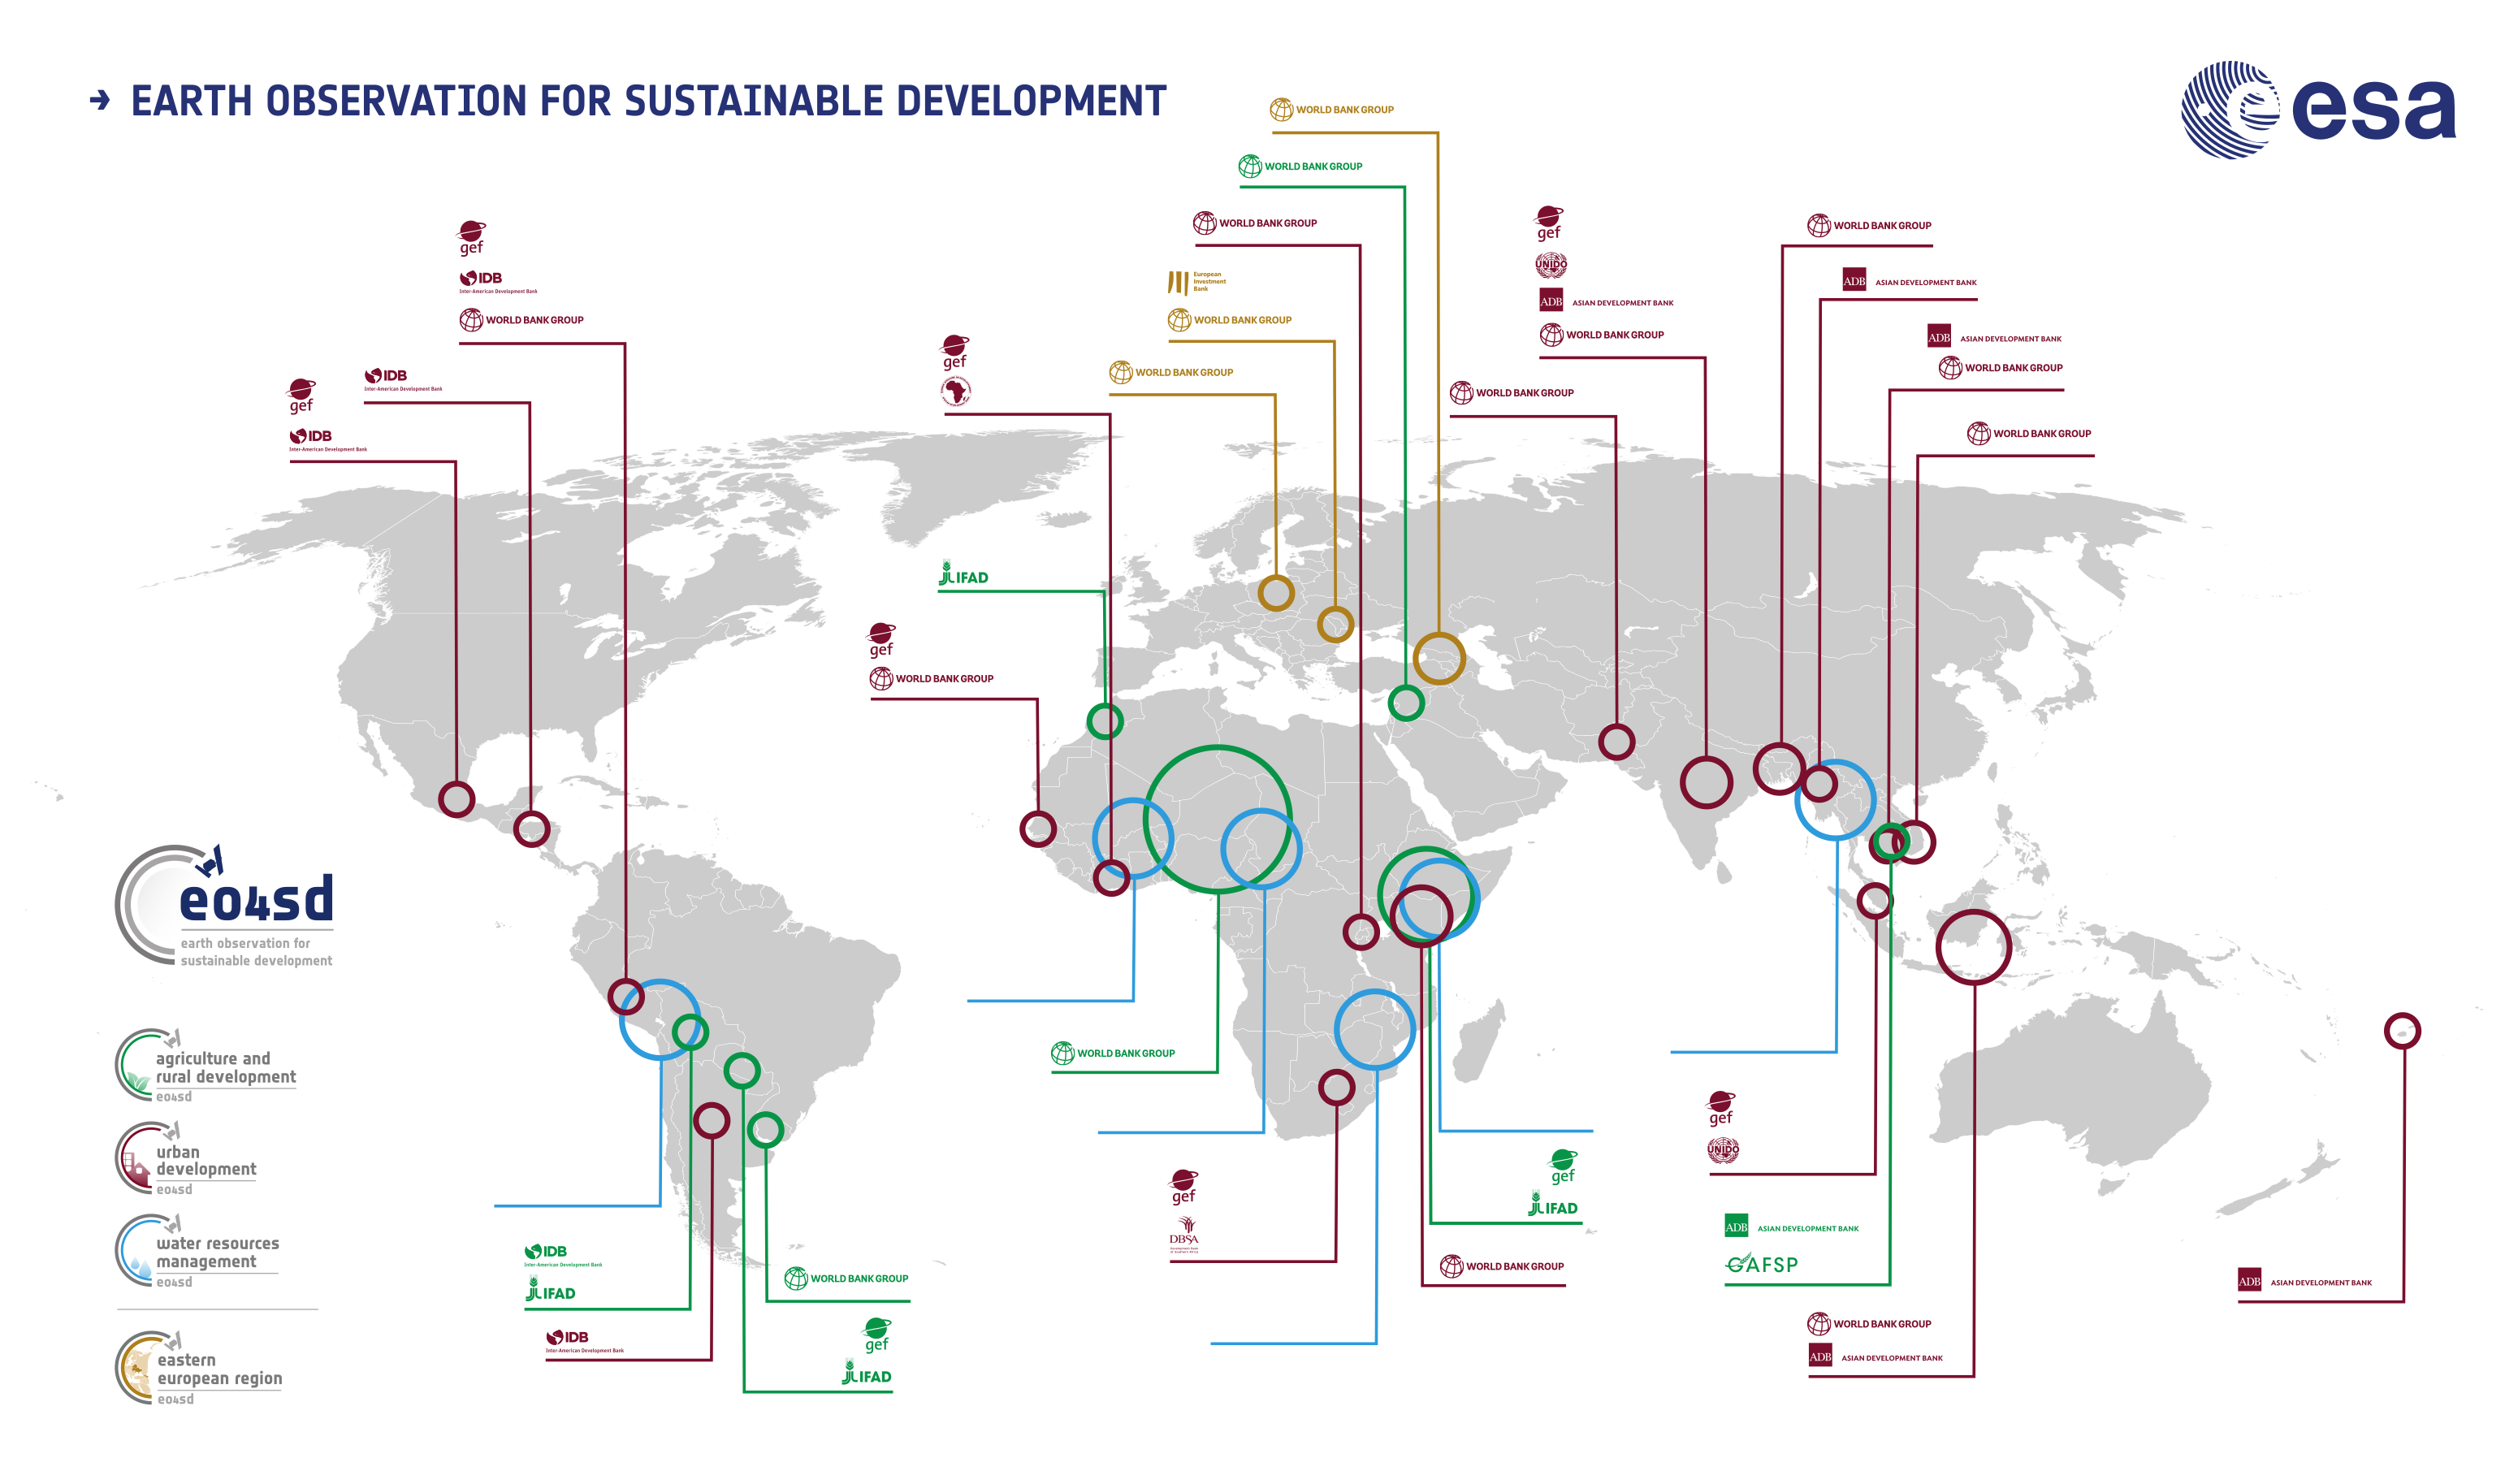 → EARTH OBSERVATION FOR SUSTAINABLE DEVELOPMENT
esa
WORLD BANK GROUP
WORLD BANK GROUP
WORLD BANK GROUP
European
Investment
Bank
WORLD BANK GROUP
WORLD BANK GROUP
gef
IDB
Inter-American Development Bank
WORLD BANK GROUP
IDB
Inter-American Development Bank
gef
IDB
Inter-American Development Bank
gef
gef
UNIDO
ADB ASIAN DEVELOPMENT BANK
WORLD BANK GROUP
WORLD BANK GROUP
WORLD BANK GROUP
ADB ASIAN DEVELOPMENT BANK
ADB ASIAN DEVELOPMENT BANK
WORLD BANK GROUP
WORLD BANK GROUP
IFAD
gef
WORLD BANK GROUP
eo4sd
earth observation for
sustainable development
agriculture and
rural development
eo4sd
urban
development
eo4sd
water resources
management
eo4sd
eastern
european region
eo4sd
IDB
Inter-American Development Bank
IFAD
IDB
Inter-American Development Bank
WORLD BANK GROUP
gef
IFAD
WORLD BANK GROUP
gef
DBSA
Development Bank
of Southern Africa
gef
IFAD
WORLD BANK GROUP
gef
UNIDO
ADB ASIAN DEVELOPMENT BANK
GAFSP
WORLD BANK GROUP
ADB ASIAN DEVELOPMENT BANK
ADB ASIAN DEVELOPMENT BANK